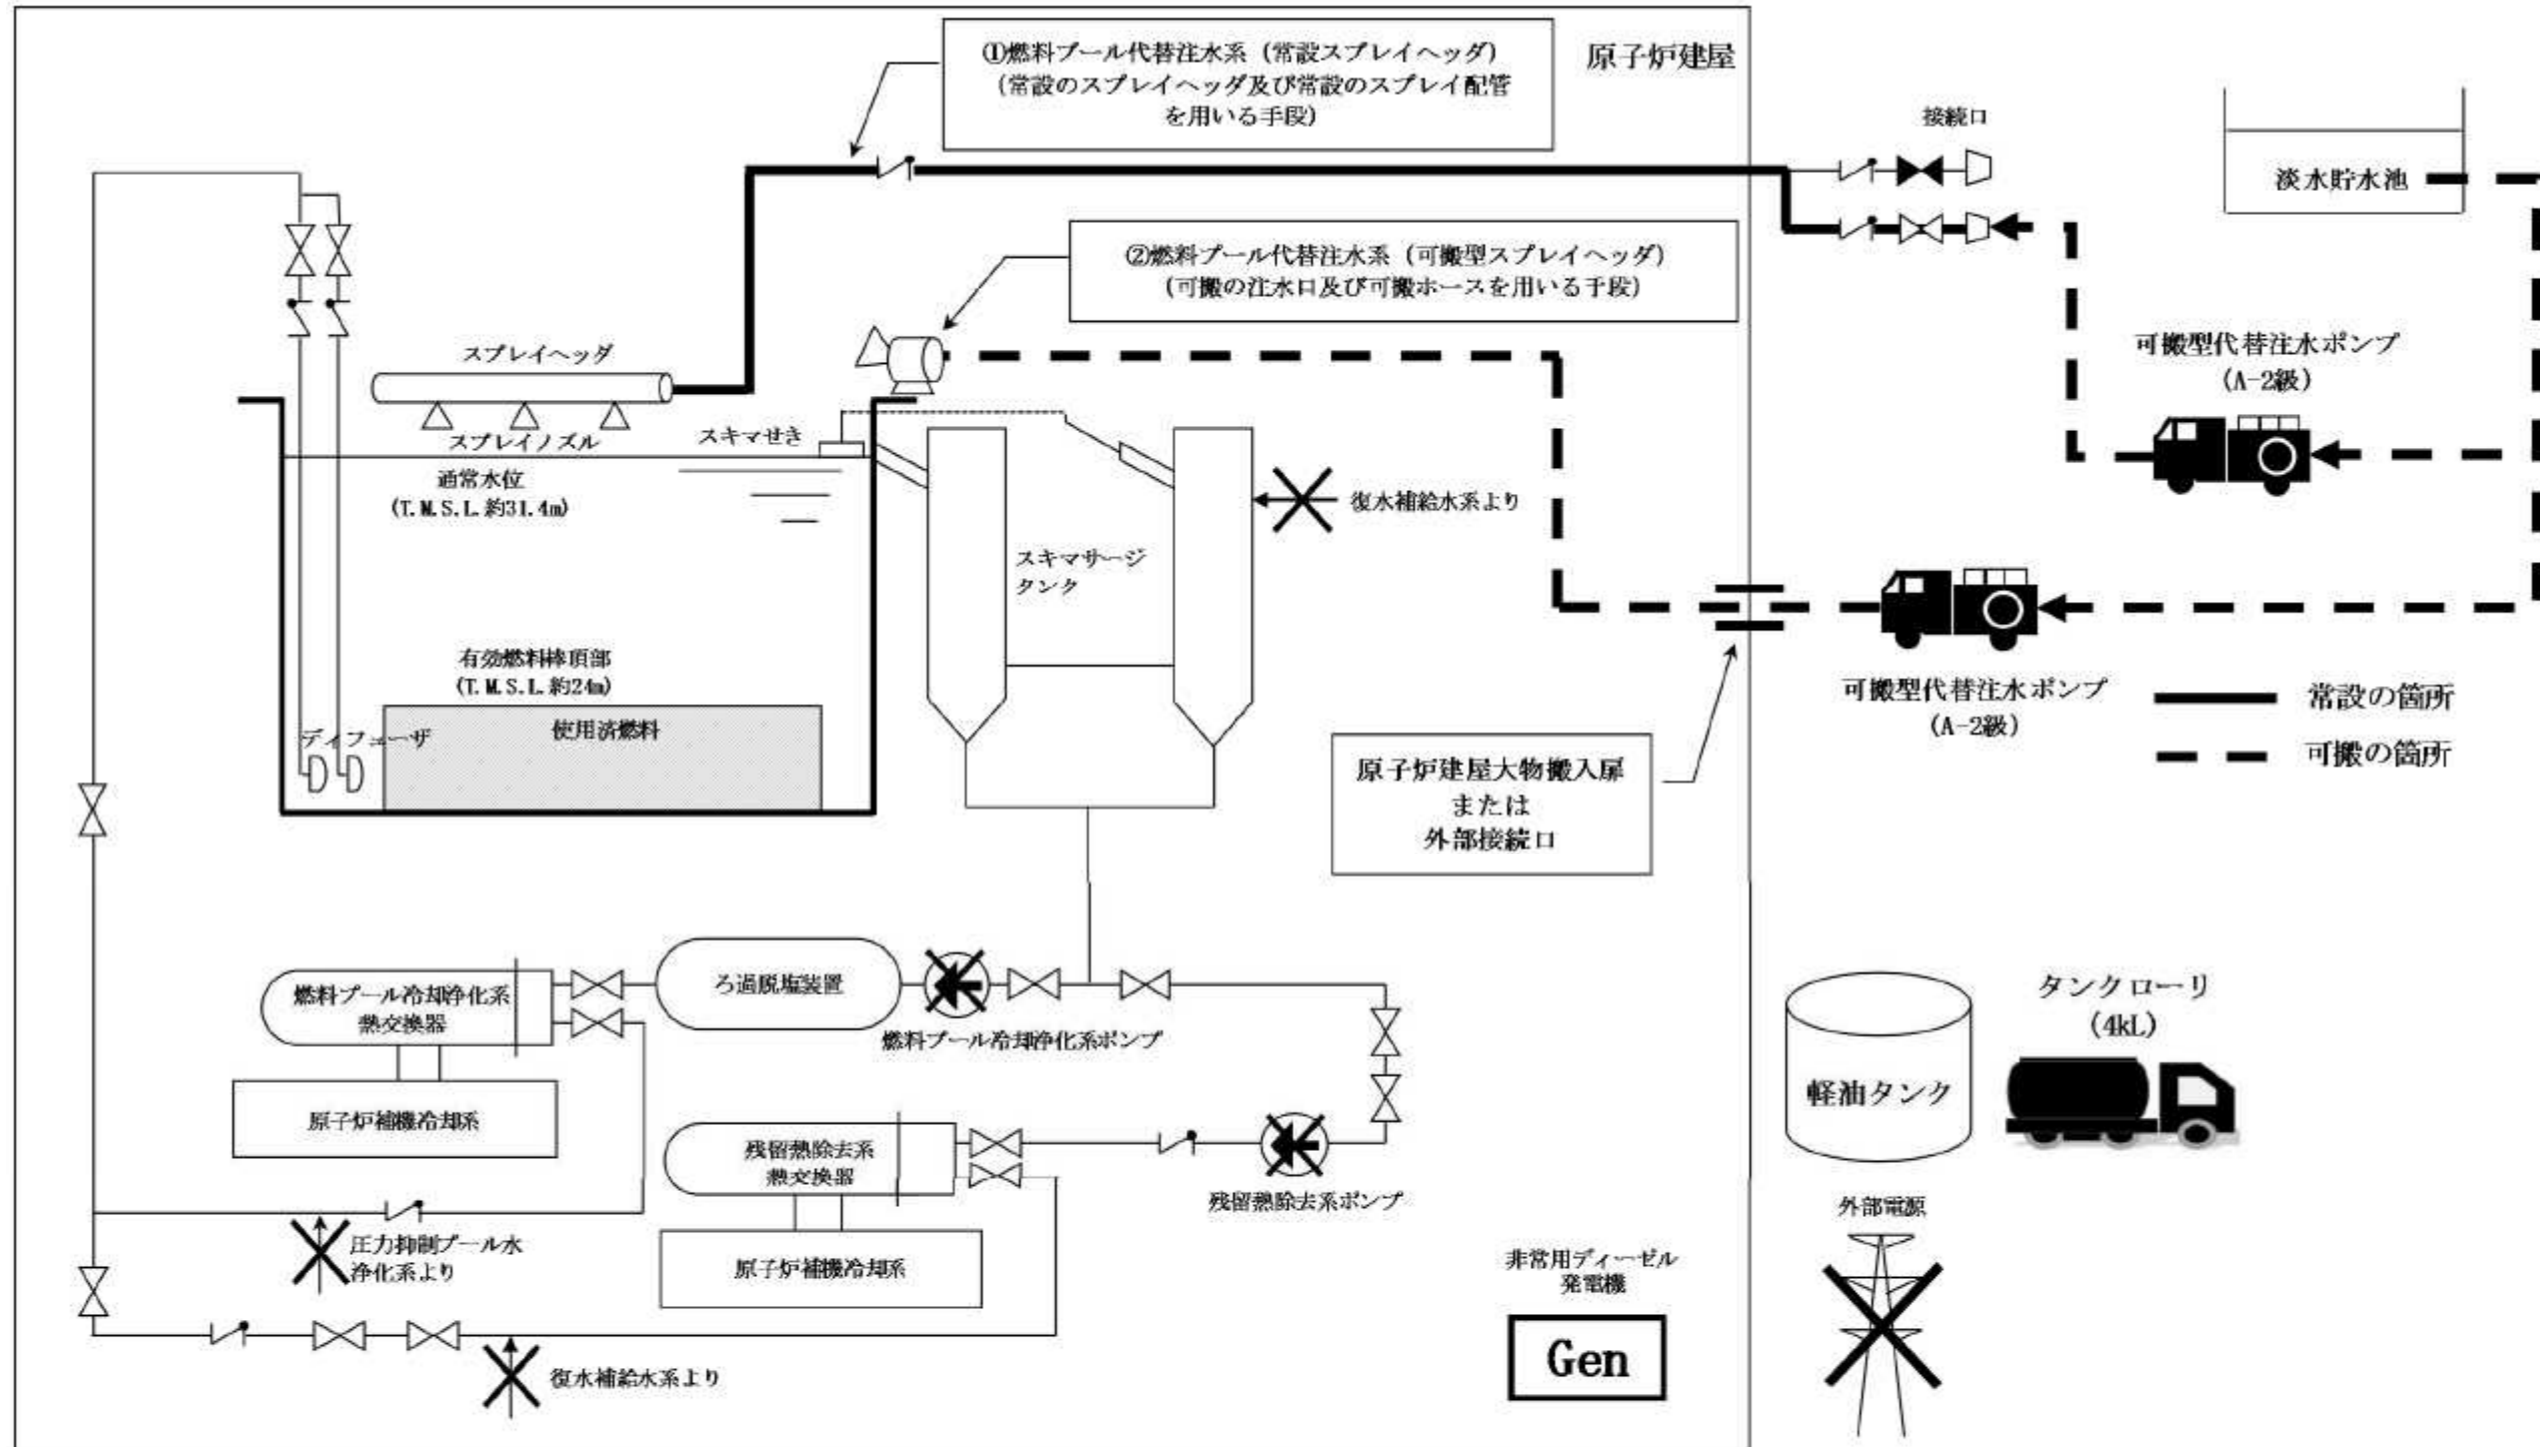 ①燃料プール代替注水系（常設スプレイヘッダ）
（常設のスプレイヘッダ及び常設のスプレイ配管
を用いる手段）
原子炉建屋
接続口
淡水貯水池
②燃料プール代替注水系（可搬型スプレイヘッダ）
（可搬の注水口及び可搬ホースを用いる手段）
可搬型代替注水ポンプ
（A-2級）
スプレイヘッダ
スプレイノズル
スキマせき
通常水位
(T.M.S.L.約31.4m)
復水補給水系より
スキマサージ
タンク
有効燃料棒頂部
(T.M.S.L.約24m)
使用済燃料
ディフューザ
可搬型代替注水ポンプ
（A-2級）
常設の箇所
可搬の箇所
原子炉建屋大物搬入扉
または
外部接続口
燃料プール冷却浄化系
熱交換器
ろ過脱塩装置
燃料プール冷却浄化系ポンプ
原子炉補機冷却系
残留熱除去系
熱交換器
残留熱除去系ポンプ
原子炉補機冷却系
圧力抑制プール水
浄化系より
復水補給水系より
タンクローリ
（4kL）
軽油タンク
外部電源
非常用ディーゼル
発電機
Gen